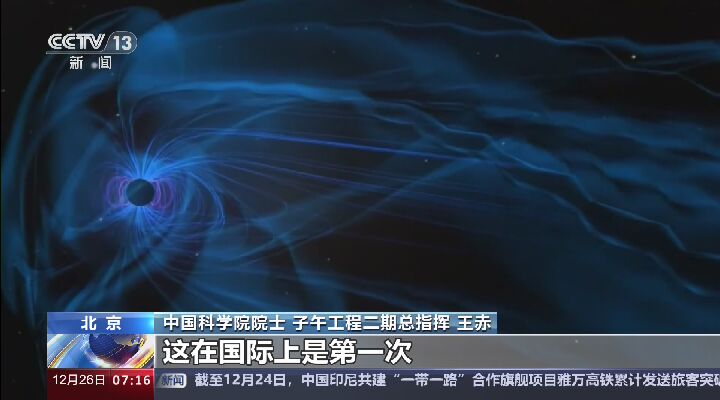 CCTV 13
新闻
北京
中国科学院院士 子午工程二期总指挥 王赤
这在国际上是第一次
12月26日 07:16 新闻 截至12月24日，中国印尼共建“一带一路”合作旗舰项目雅万高铁累计发送旅客突破